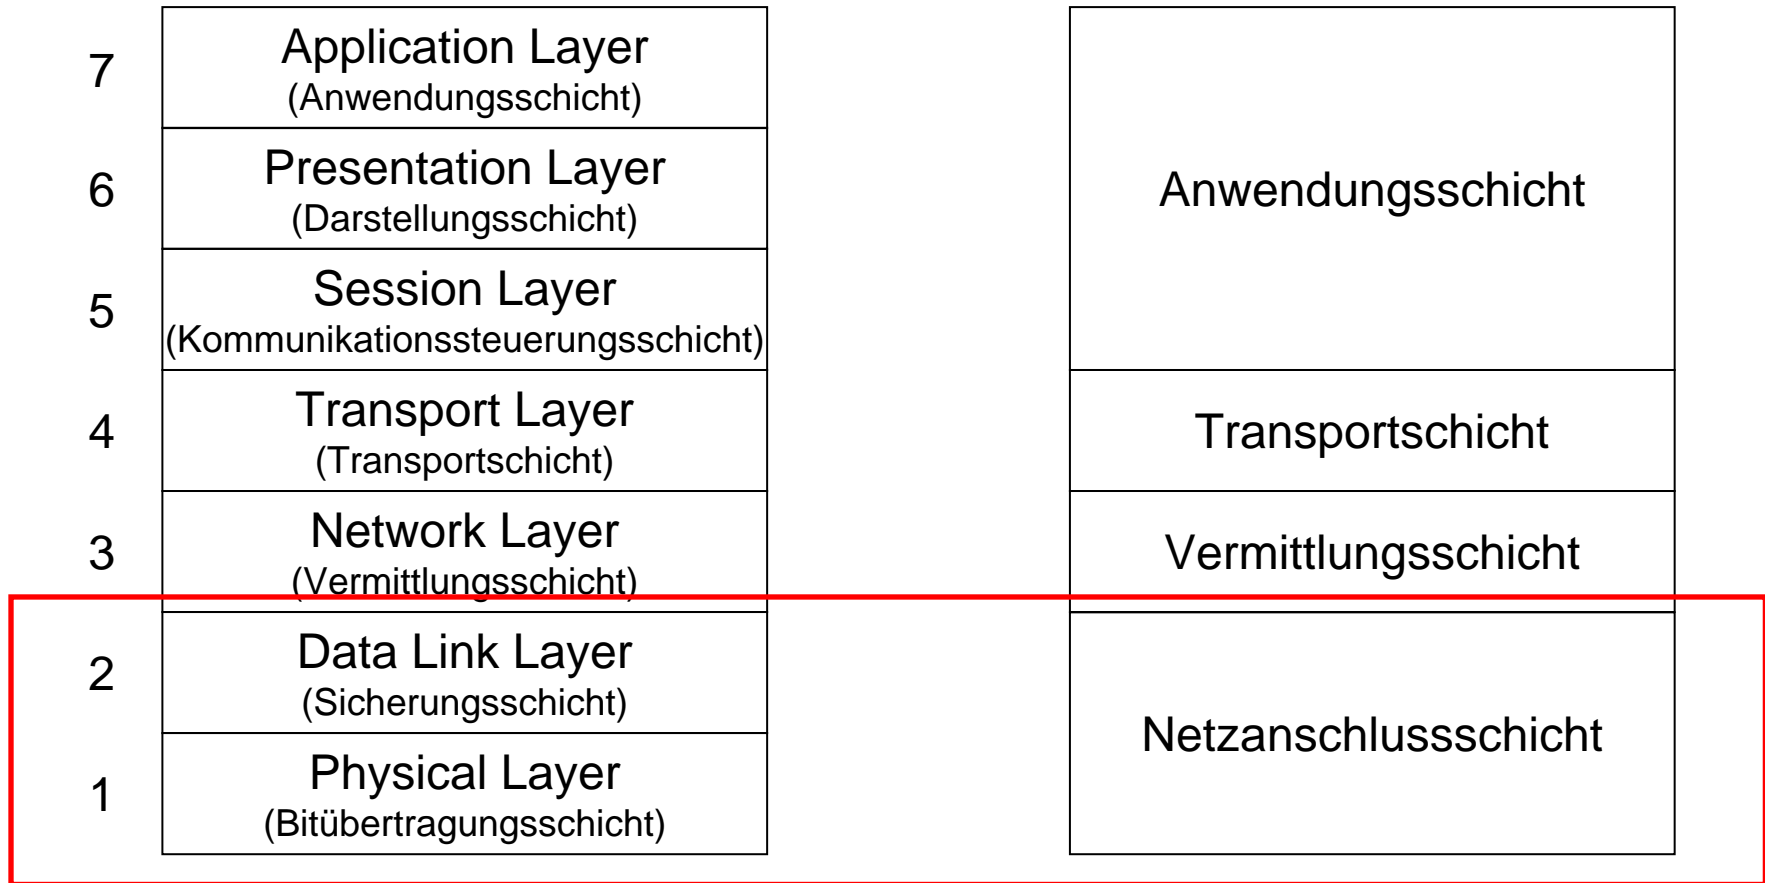 7
Application Layer
(Anwendungsschicht)
6
Presentation Layer
(Darstellungsschicht)
Anwendungsschicht
5
Session Layer
(Kommunikationssteuerungsschicht)
4
Transport Layer
(Transportschicht)
Transportschicht
3
Network Layer
(Vermittlungsschicht)
Vermittlungsschicht
2
Data Link Layer
(Sicherungsschicht)
Netzanschlussschicht
1
Physical Layer
(Bitübertragungsschicht)